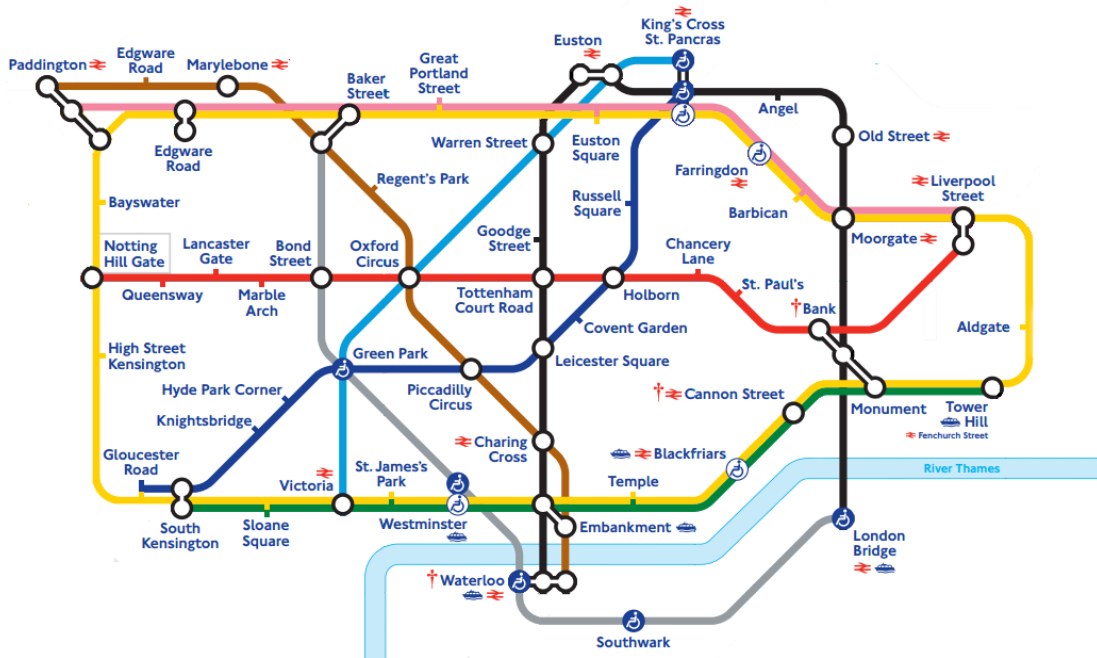 King's Cross
St. Pancras
Euston
Edgware
Road
Paddington
Marylebone
Great
Portland
Street
Baker
Street
Angel
Warren Street
Euston
Square
Old Street
Edgware
Road
Farringdon
Liverpool
Street
Regent's Park
Russell
Square
Barbican
Bayswater
Goodge
Street
Moorgate
Notting
Hill Gate
Lancaster
Gate
Bond
Street
Oxford
Circus
Chancery
Lane
Queensway
Marble
Arch
Tottenham
Court Road
Holborn
St. Paul's
†Bank
Covent Garden
Aldgate
High Street
Kensington
Green Park
Leicester Square
Hyde Park Corner
Piccadilly
Circus
† Cannon Street
Monument
Tower
Hill
Fenchurch Street
Knightsbridge
Charing
Cross
Gloucester
Road
Victoria
St. James's
Park
Blackfriars
River Thames
Temple
South
Kensington
Sloane
Square
Westminster
Embankment
London
Bridge
†Waterloo
Southwark